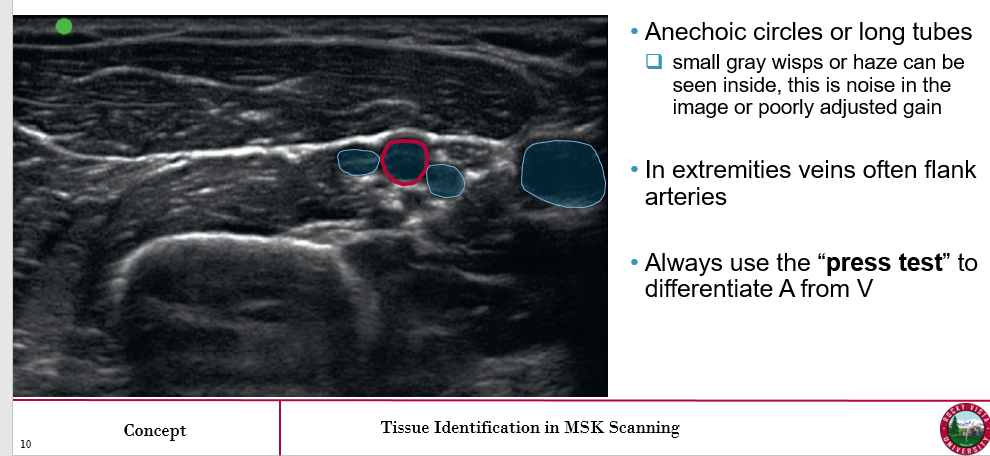 • Anechoic circles or long tubes
❑ small gray wisps or haze can be
seen inside, this is noise in the
image or poorly adjusted gain
• In extremities veins often flank
arteries
• Always use the “press test” to
differentiate A from V
10
Concept
Tissue Identification in MSK Scanning
ROCKY VISTA
UNIVERSITY